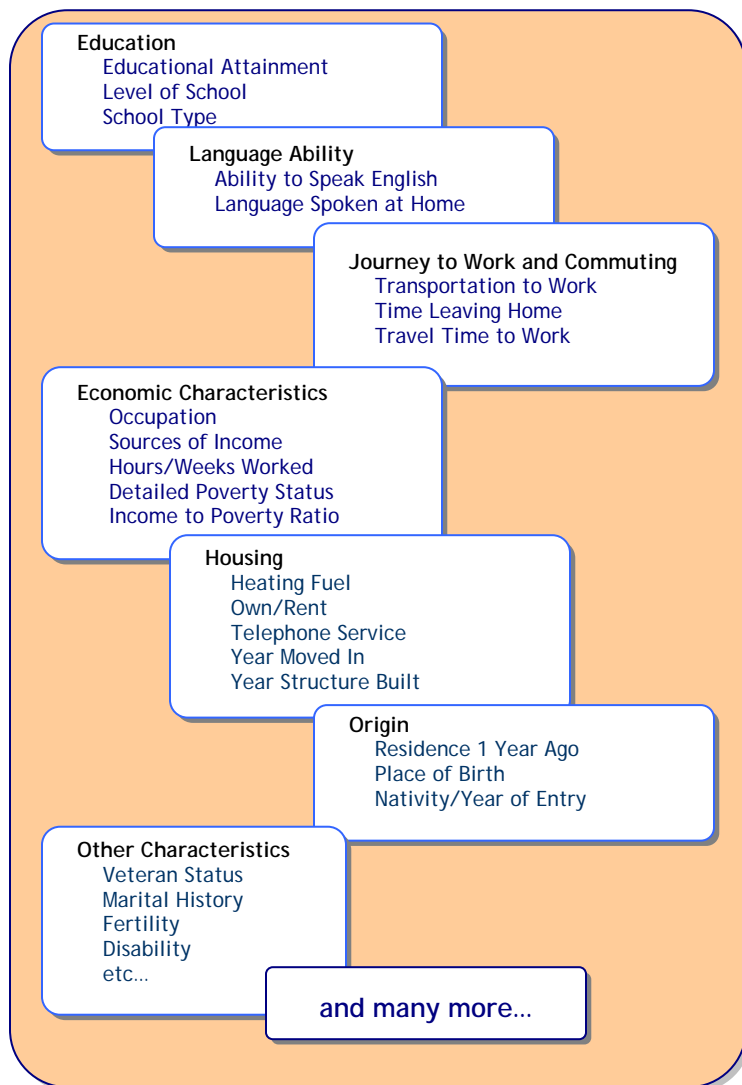 Education
Educational Attainment
Level of School
School Type
Language Ability
Ability to Speak English
Language Spoken at Home
Journey to Work and Commuting
Transportation to Work
Time Leaving Home
Travel Time to Work
Economic Characteristics
Occupation
Sources of Income
Hours/Weeks Worked
Detailed Poverty Status
Income to Poverty Ratio
Housing
Heating Fuel
Own/Rent
Telephone Service
Year Moved In
Year Structure Built
Origin
Residence 1 Year Ago
Place of Birth
Nativity/Year of Entry
Other Characteristics
Veteran Status
Marital History
Fertility
Disability
etc…
and many more…